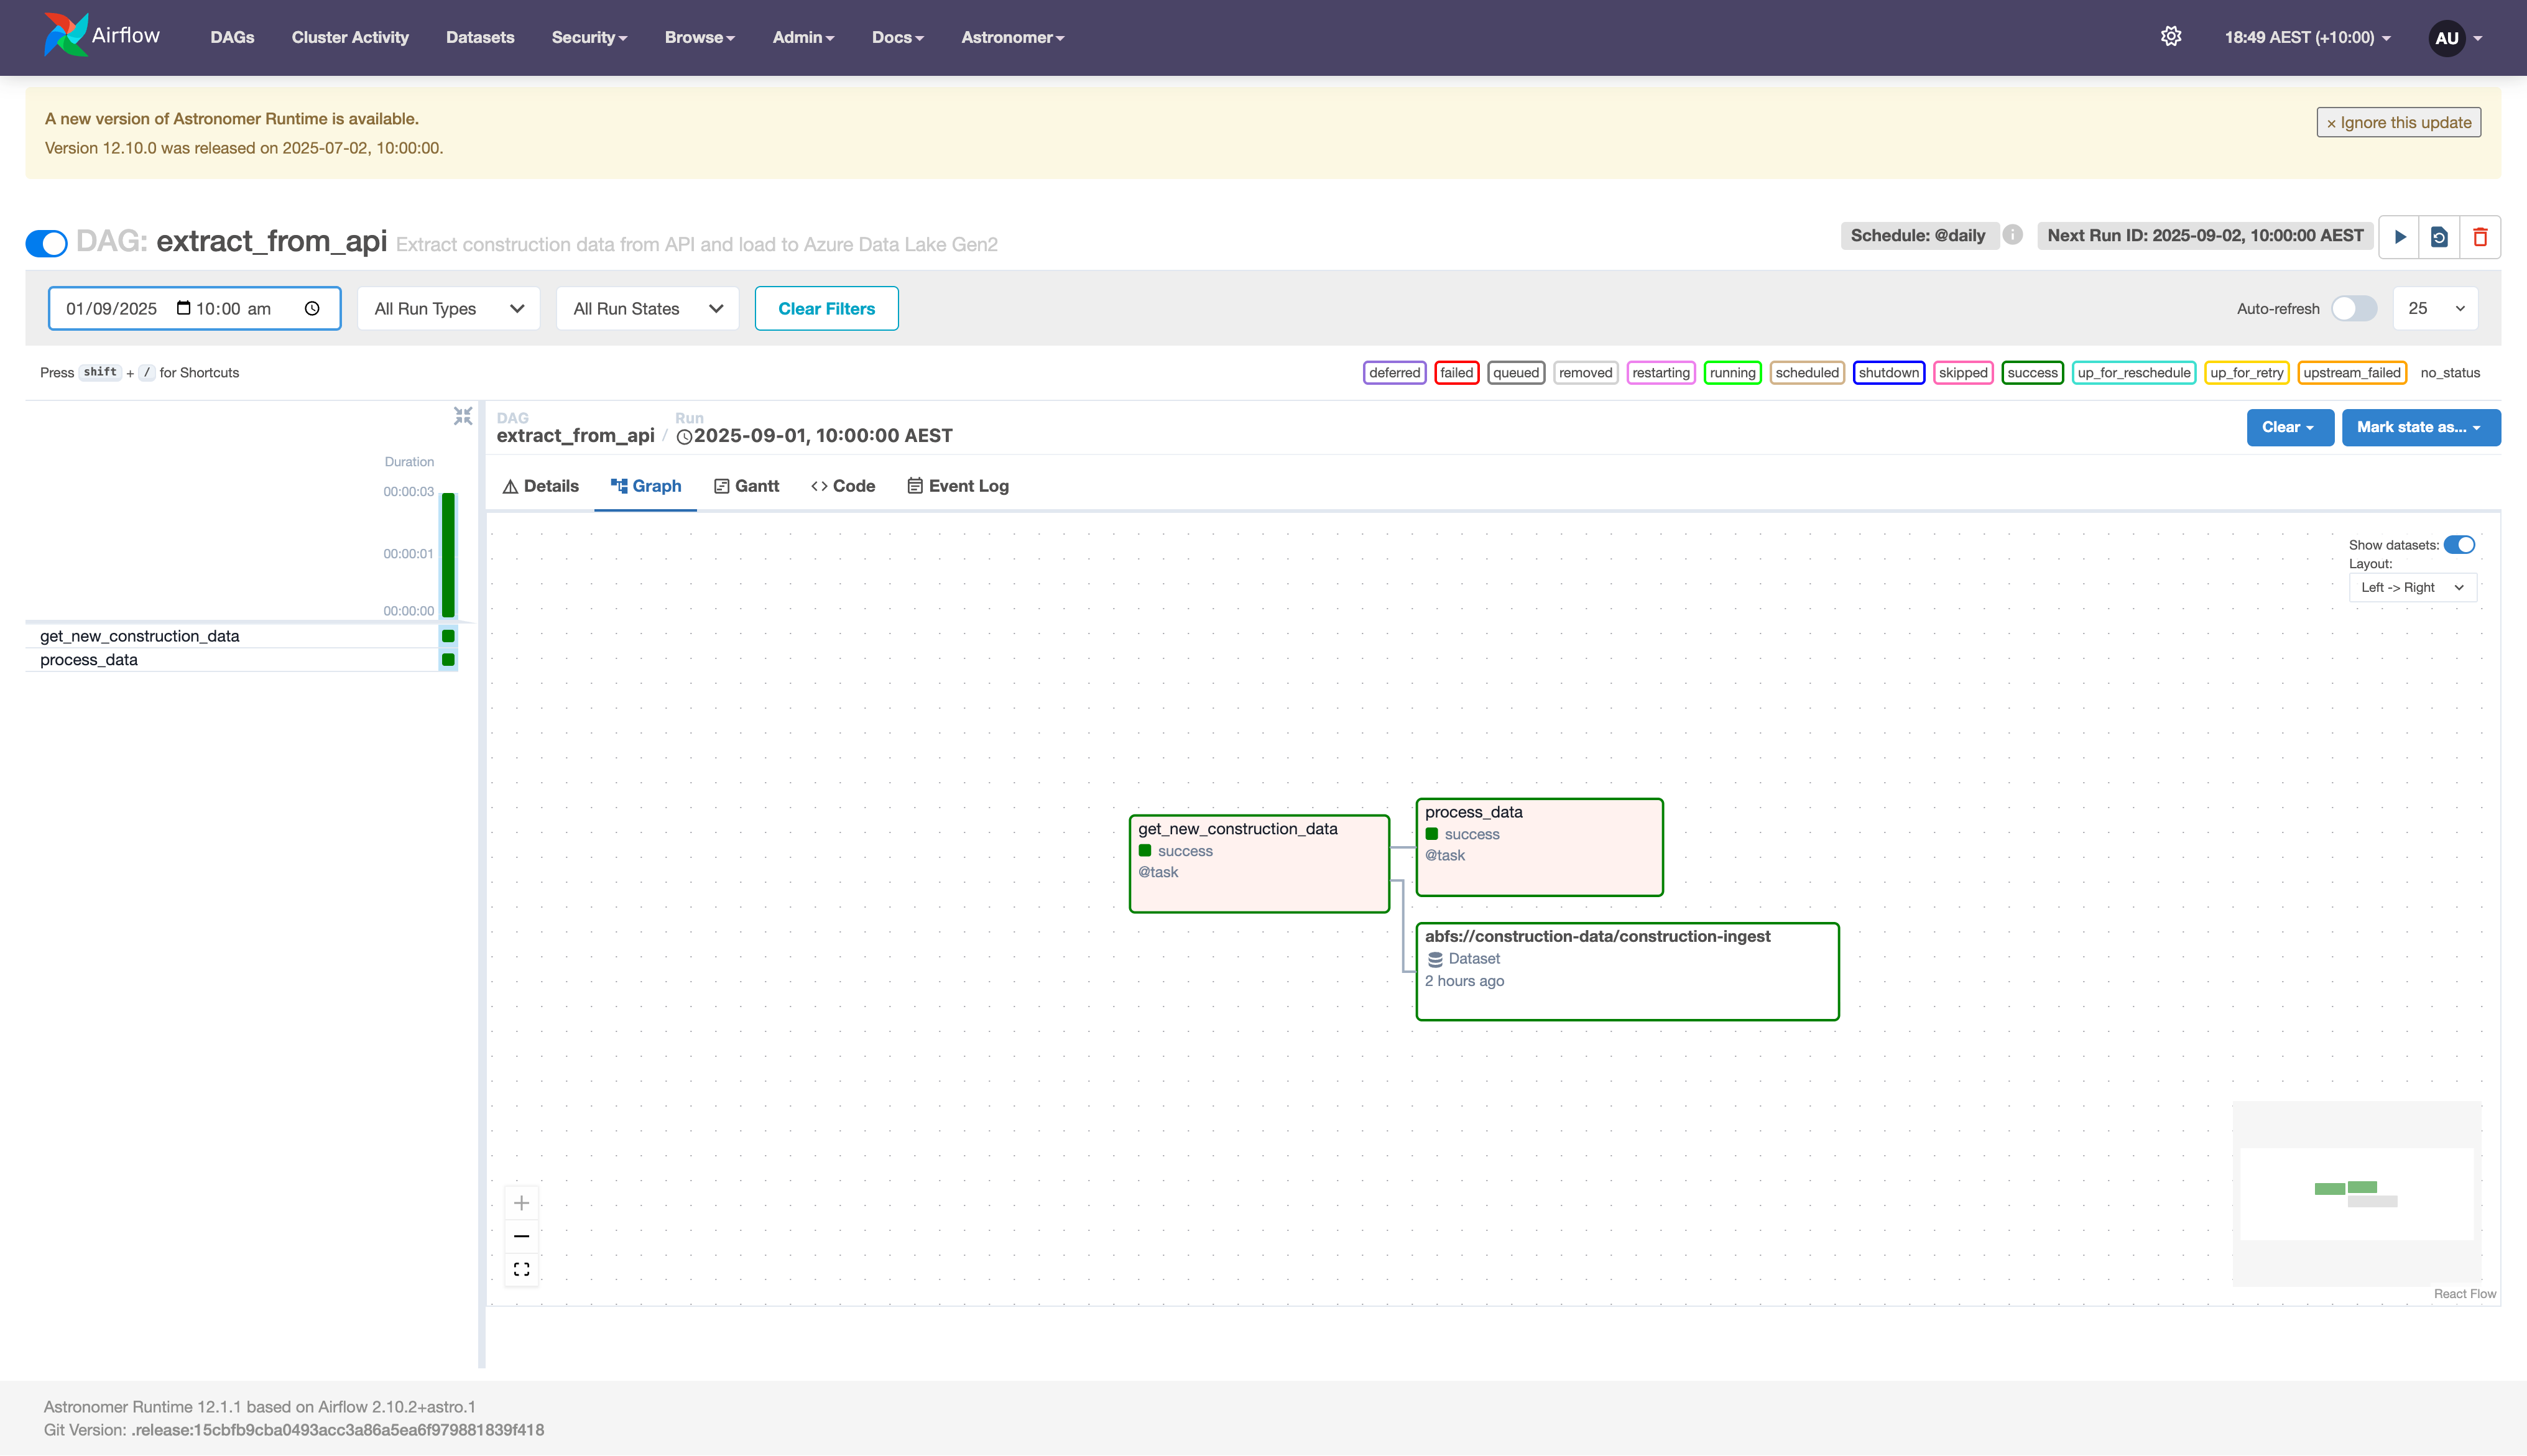 Airflow DAGs Cluster Activity Datasets Security Browse Admin Docs Astronomer 18:49 AEST (+10:00) AU
A new version of Astronomer Runtime is available.
× Ignore this update
Version 12.10.0 was released on 2025-07-02, 10:00:00.
DAG: extract_from_api Extract construction data from API and load to Azure Data Lake Gen2 Schedule: @daily i Next Run ID: 2025-09-02, 10:00:00 AEST
01/09/2025 10:00 am All Run Types All Run States Clear Filters Auto-refresh 25
Press shift + / for Shortcuts deferred failed queued removed restarting running scheduled shutdown skipped success up_for_reschedule up_for_retry upstream_failed no_status
DAG Run
extract_from_api / 2025-09-01, 10:00:00 AEST Clear Mark state as...
Duration
00:00:03
00:00:01
00:00:00
get_new_construction_data
process_data
Details Graph Gantt <> Code Event Log
Show datasets:
Layout:
Left -> Right
get_new_construction_data
success
@task
process_data
success
@task
abfs://construction-data/construction-ingest
Dataset
2 hours ago
React Flow
Astronomer Runtime 12.1.1 based on Airflow 2.10.2+astro.1
Git Version: .release:15cbfb9cba0493acc3a86a5ea6f979881839f418